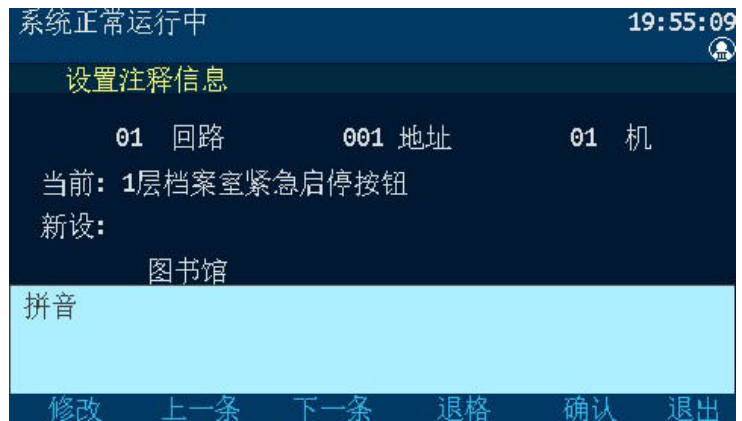 系统正常运行中 19:55:09
设置注释信息
01 回路 001 地址 01 机
当前: 1层档案室紧急启停按钮
新设:
图书馆
拼音
修改 上一条 下一条 退格 确认 退出